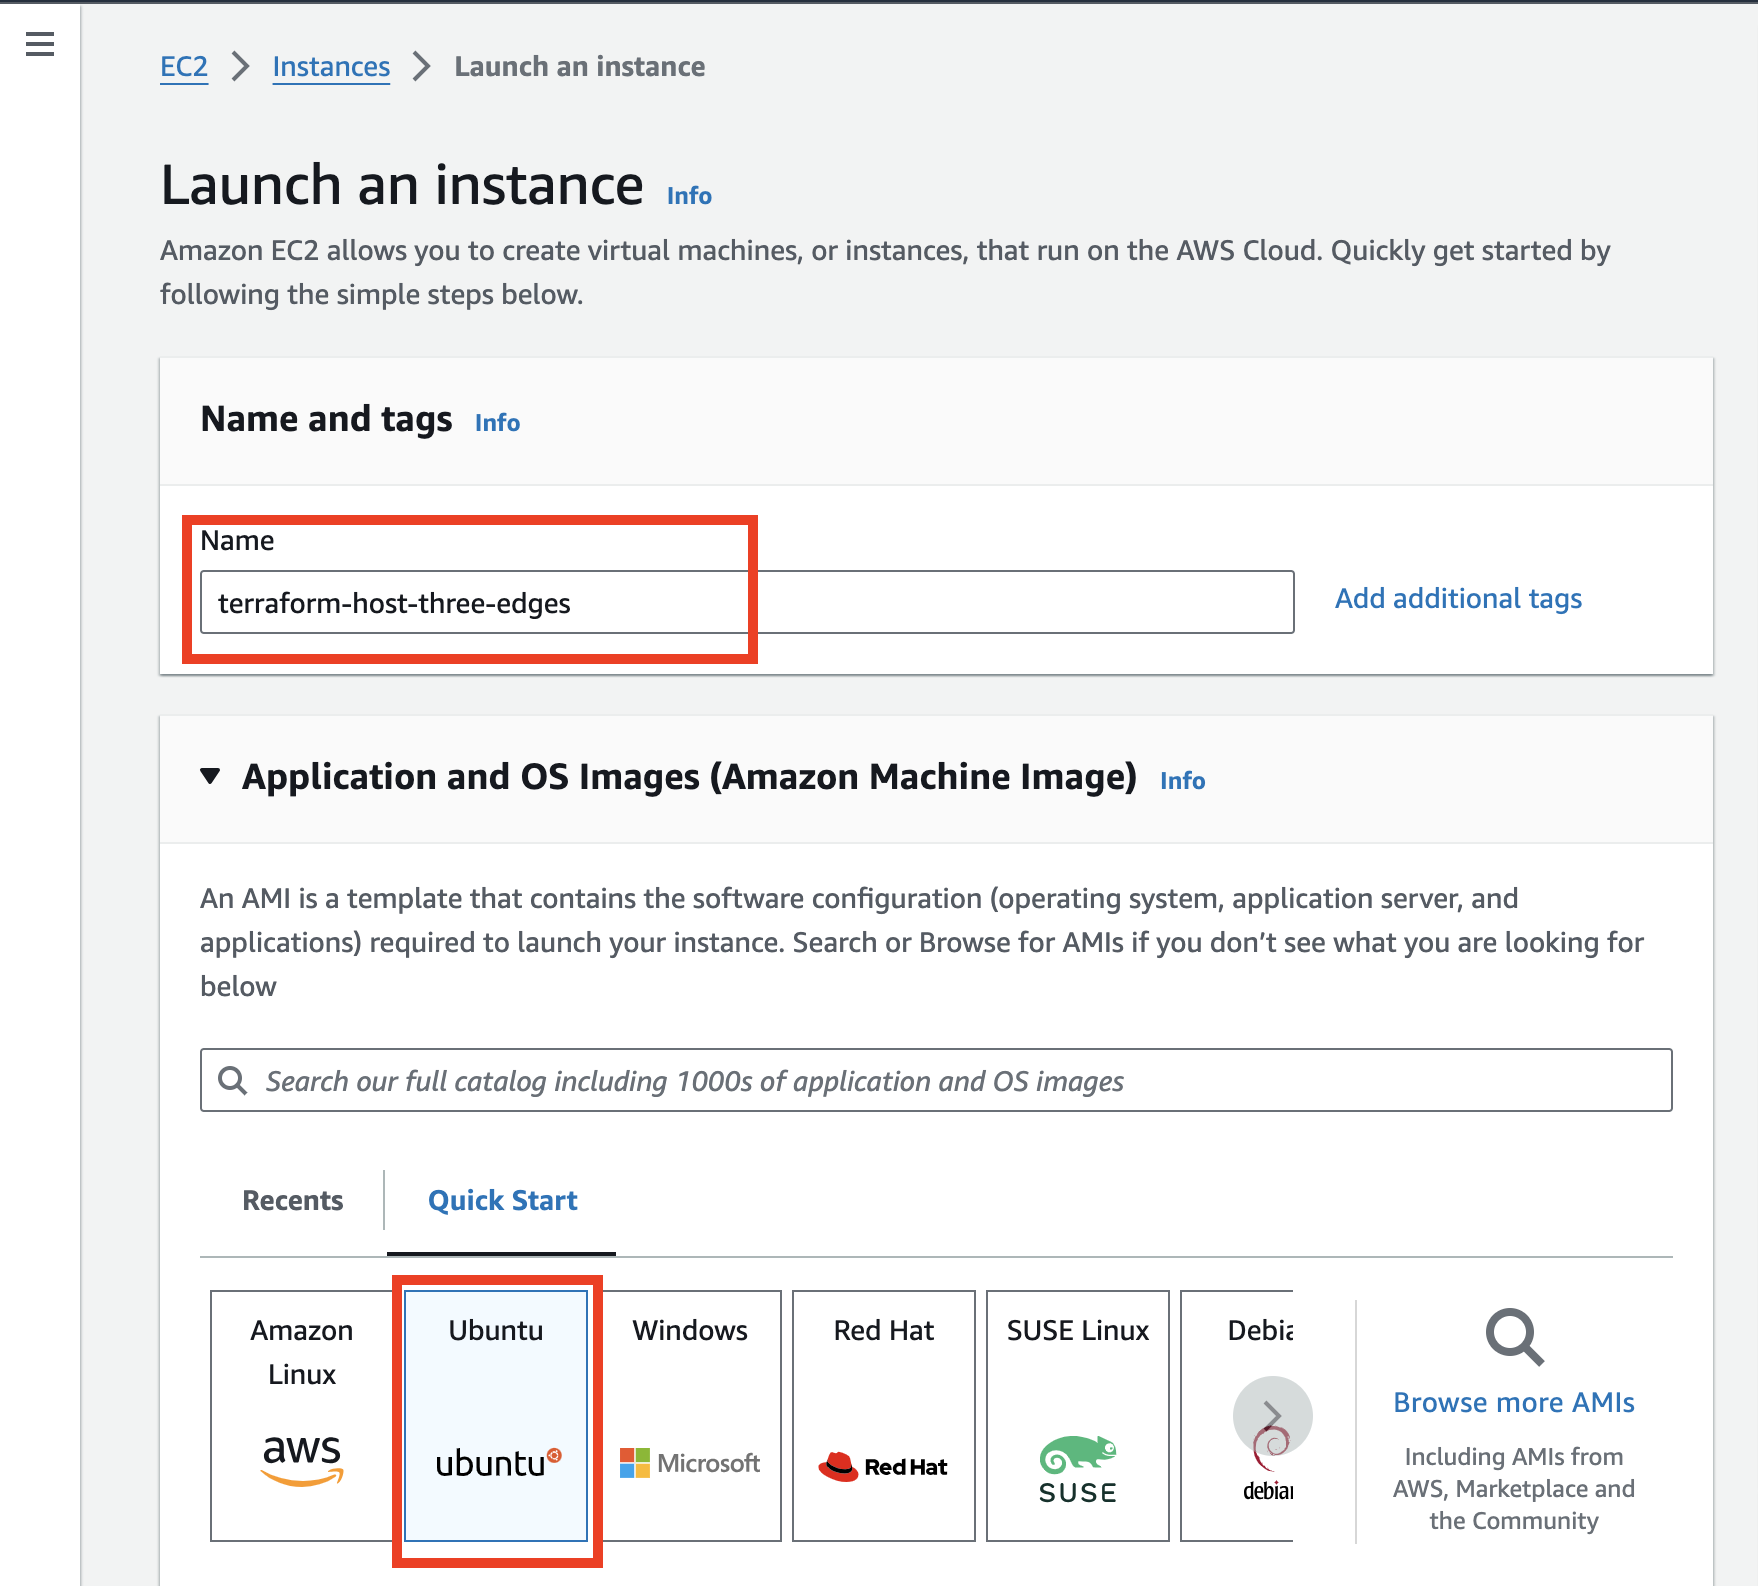 EC2 > Instances > Launch an instance
Launch an instance Info
Amazon EC2 allows you to create virtual machines, or instances, that run on the AWS Cloud. Quickly get started by
following the simple steps below.
Name and tags Info
Name
terraform-host-three-edges
Add additional tags
Application and OS Images (Amazon Machine Image) Info
An AMI is a template that contains the software configuration (operating system, application server, and
applications) required to launch your instance. Search or Browse for AMIs if you don't see what you are looking for
below
Search our full catalog including 1000s of application and OS images
Recents
Quick Start
Amazon
Linux
aws
Ubuntu
ubuntu
Windows
Microsoft
Red Hat
Red Hat
SUSE Linux
SUSE
Debia
debian
Browse more AMIs
Including AMIs from
AWS, Marketplace and
the Community